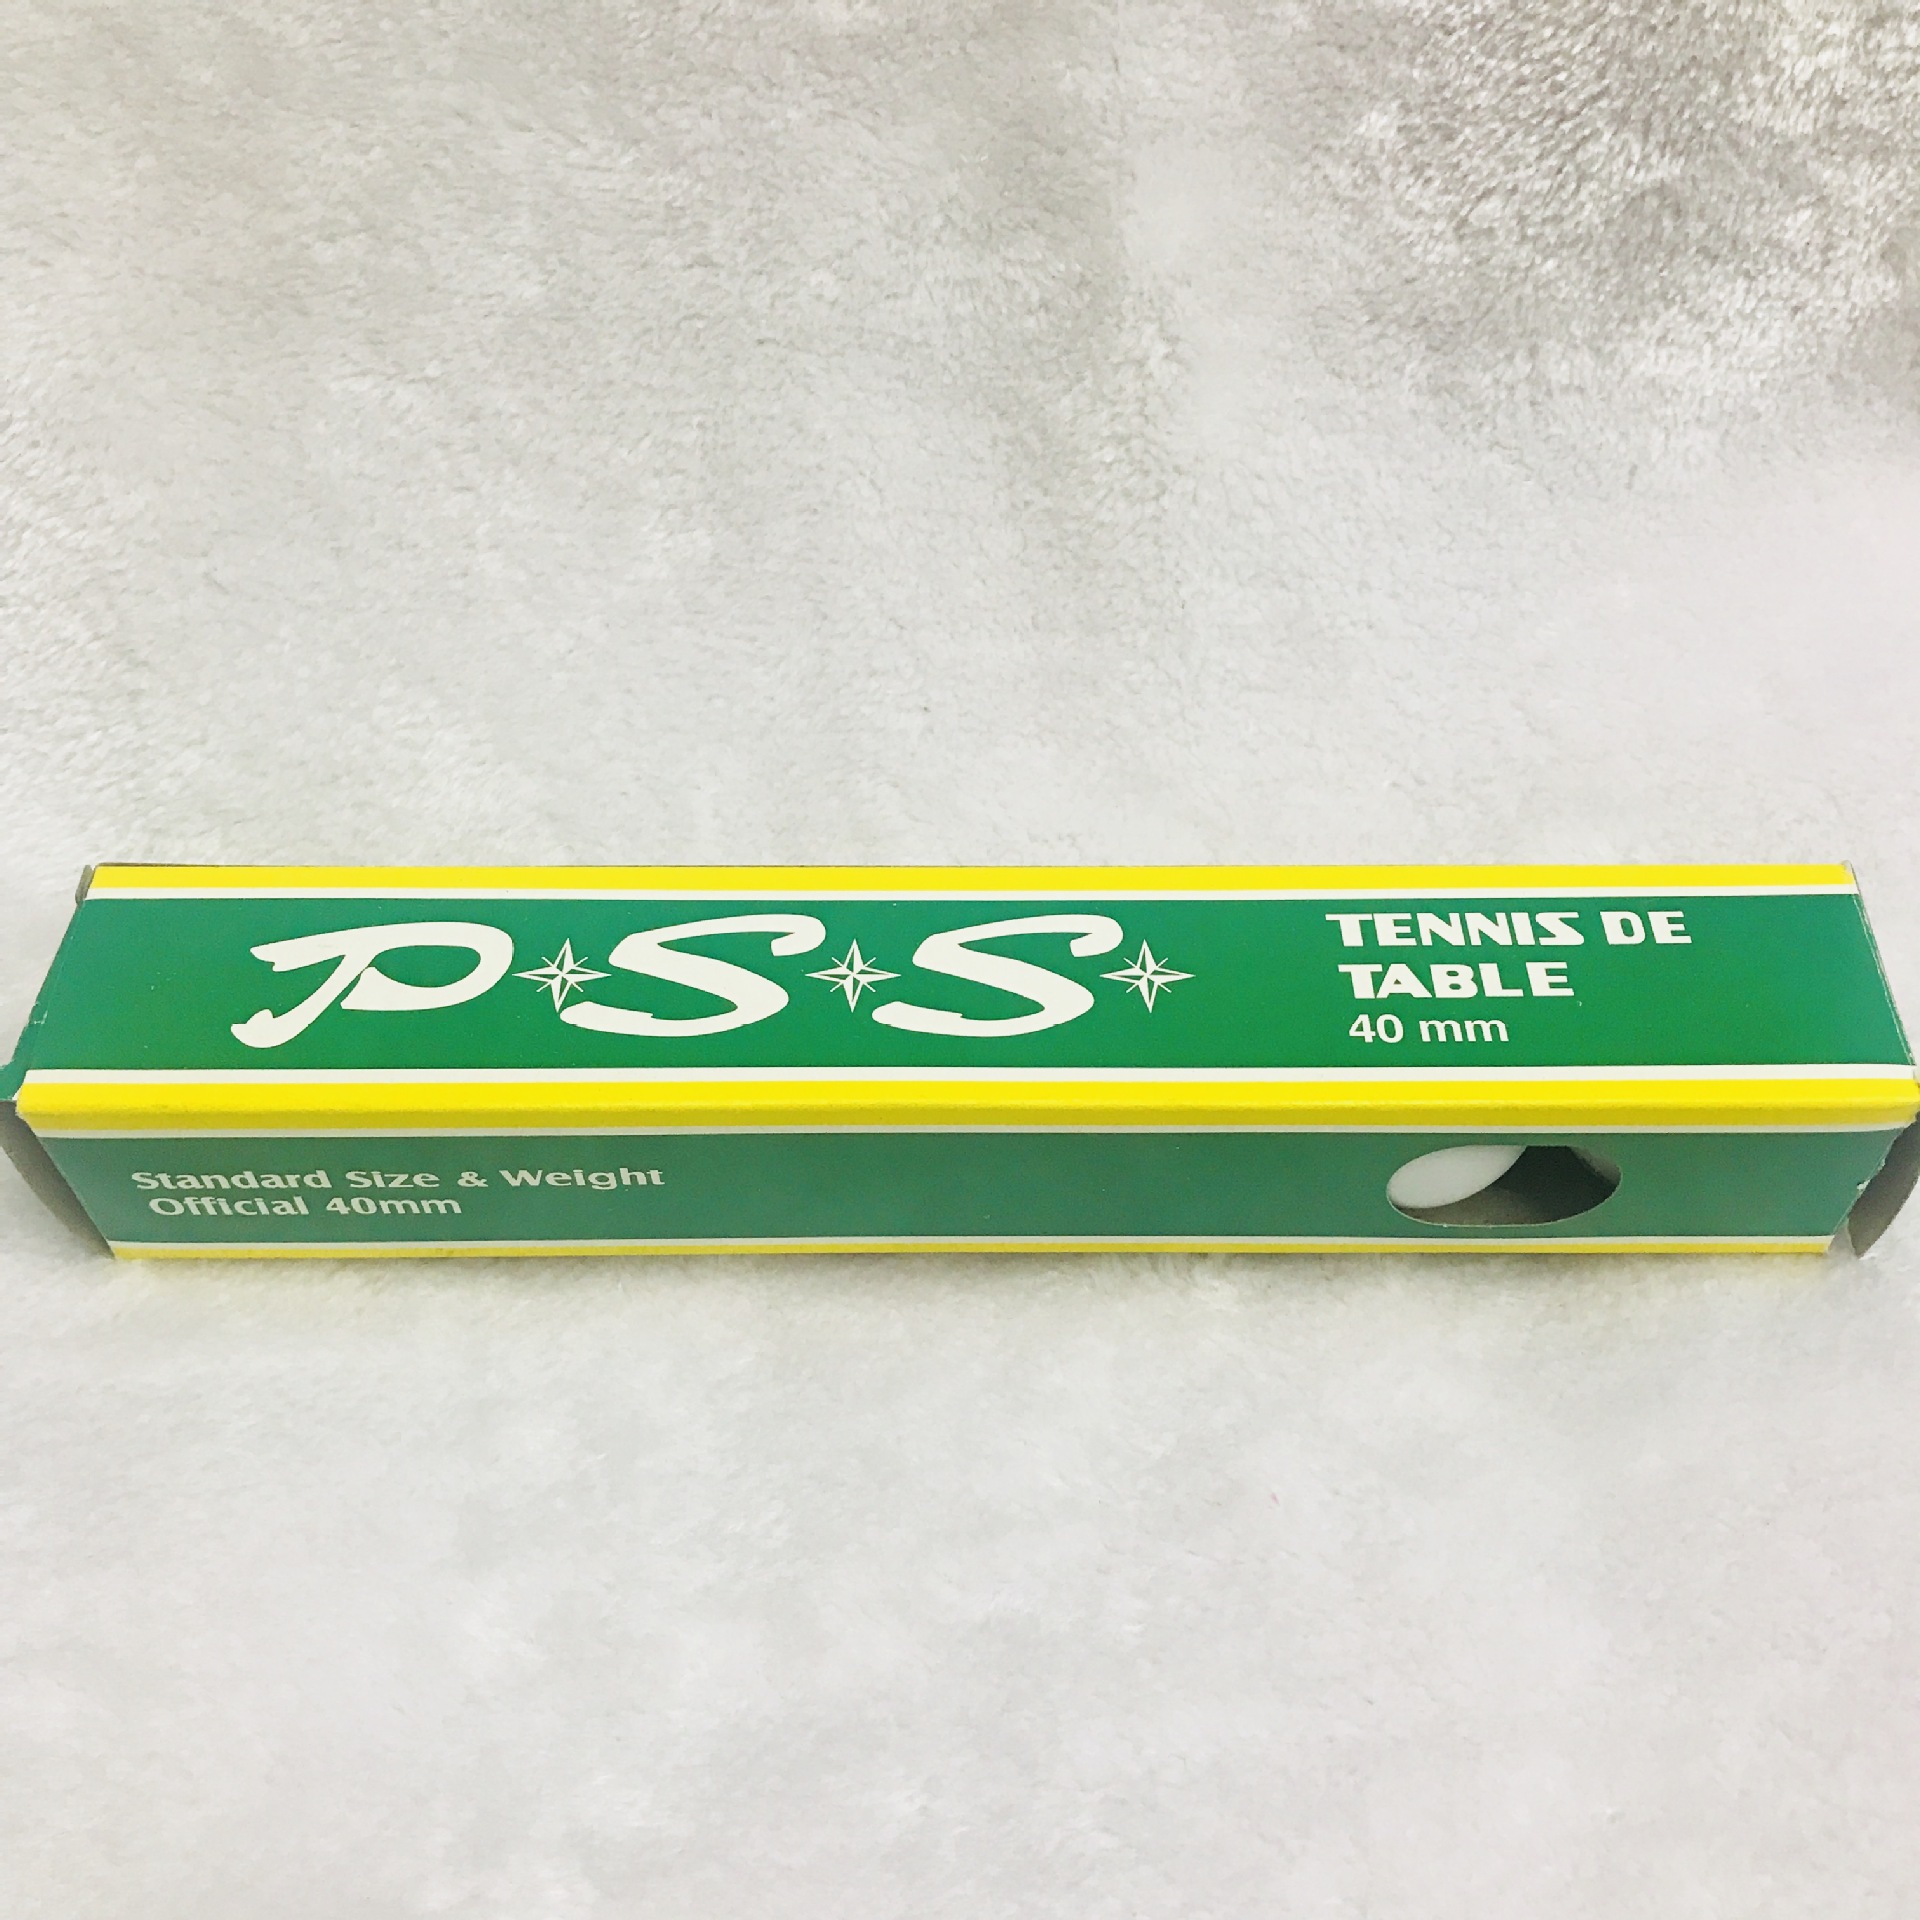 P S S
TENNIS DE
TABLE
40 mm
Standard Size & Weight
Official 40mm